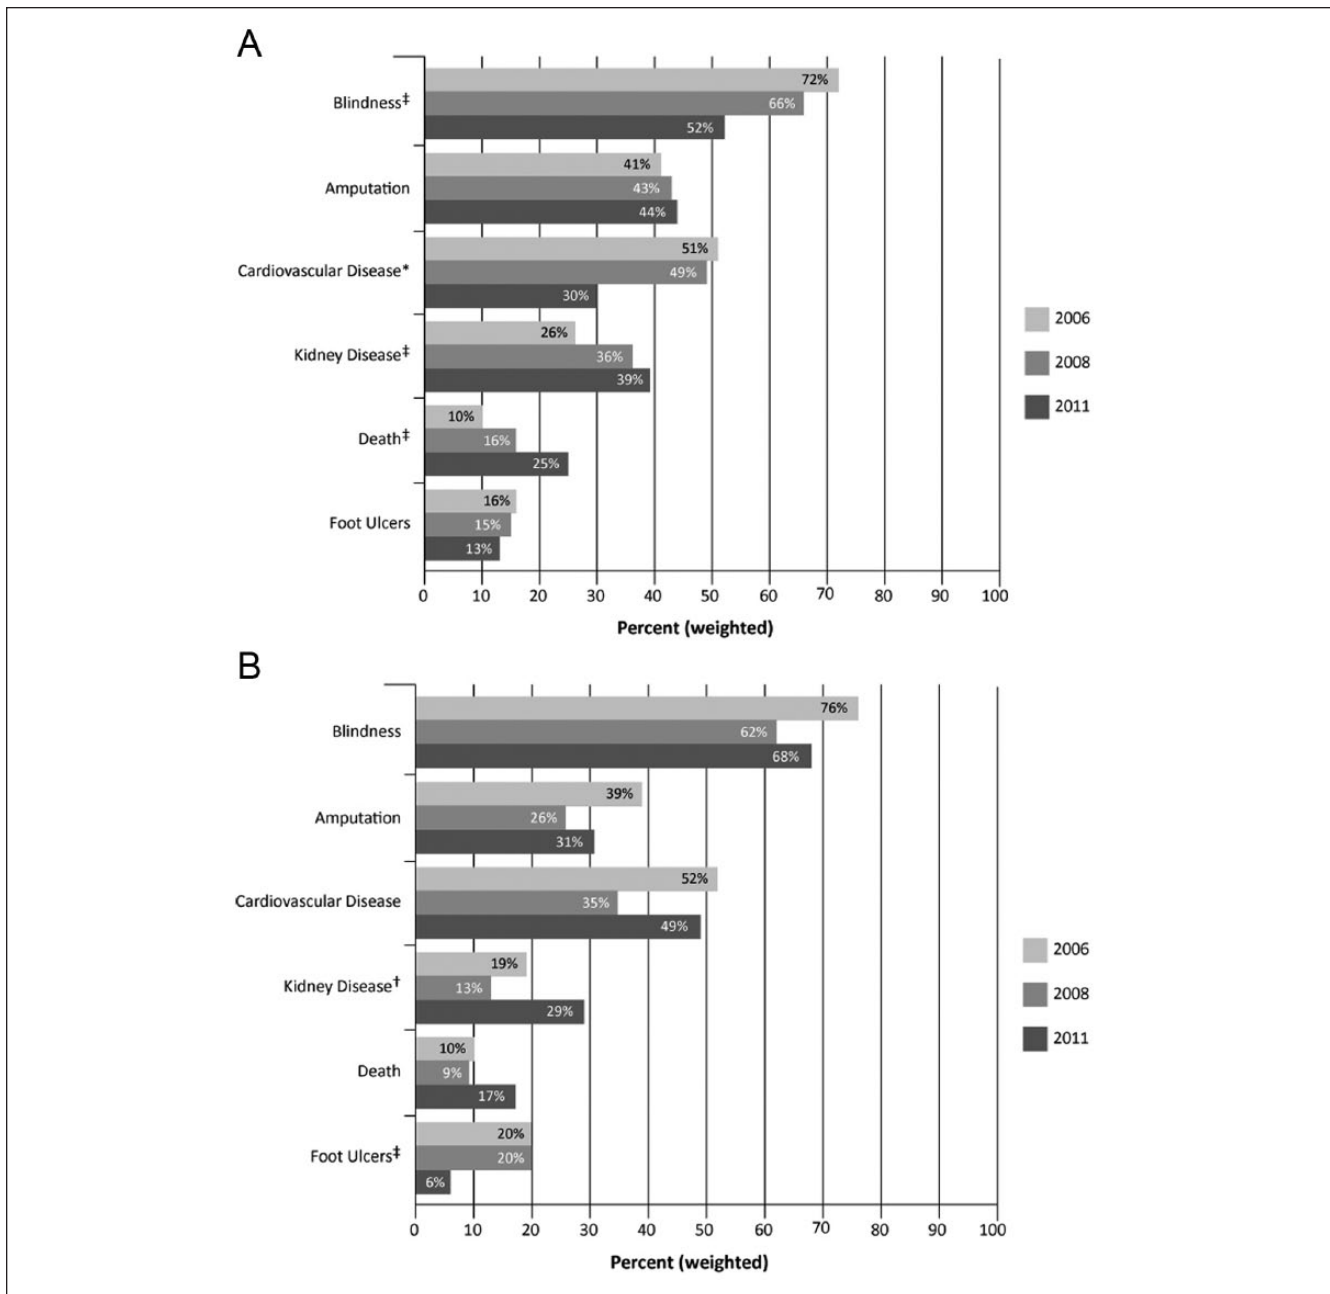 A
Blindness‡
72%
66%
52%
Amputation
41%
43%
44%
Cardiovascular Disease*
51%
49%
30%
Kidney Disease‡
26%
36%
39%
Death‡
10%
16%
25%
Foot Ulcers
16%
15%
13%
0 10 20 30 40 50 60 70 80 90 100
Percent (weighted)
2006
2008
2011
B
Blindness
76%
62%
68%
Amputation
39%
26%
31%
Cardiovascular Disease
52%
35%
49%
Kidney Disease†
19%
13%
29%
Death
10%
9%
17%
Foot Ulcers‡
20%
20%
6%
0 10 20 30 40 50 60 70 80 90 100
Percent (weighted)
2006
2008
2011